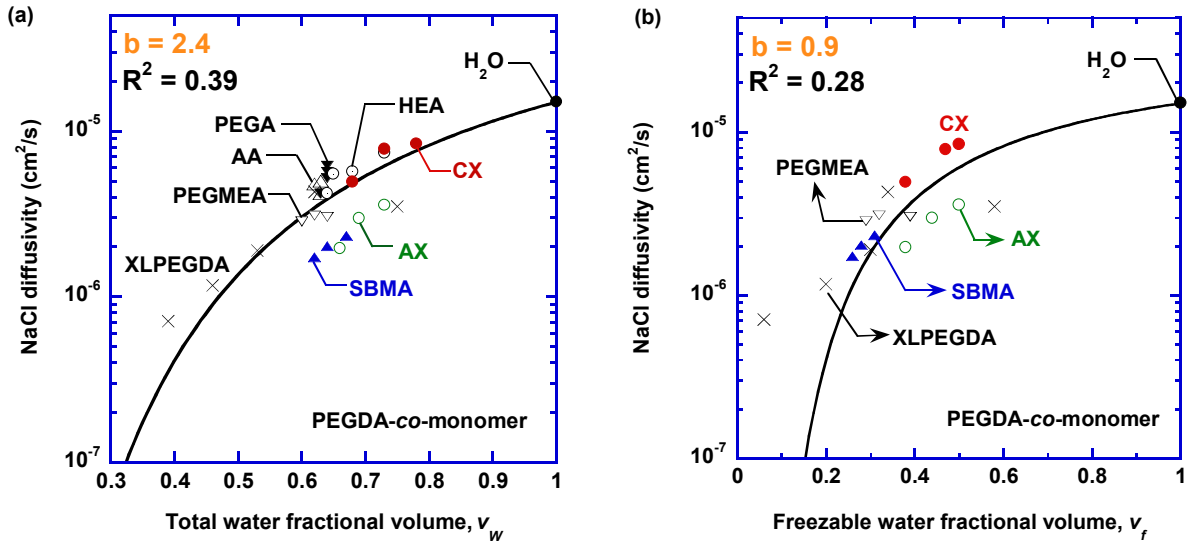 (a)
b = 2.4
R² = 0.39
H₂O
PEGA
HEA
AA
CX
PEGMEA
XLPEGDA
AX
SBMA
PEGDA-co-monomer
NaCl diffusivity (cm²/s)
10⁻⁵
10⁻⁶
10⁻⁷
0.3 0.4 0.5 0.6 0.7 0.8 0.9 1
Total water fractional volume, v_W
(b)
b = 0.9
R² = 0.28
H₂O
CX
PEGMEA
AX
SBMA
XLPEGDA
PEGDA-co-monomer
NaCl diffusivity (cm²/s)
10⁻⁵
10⁻⁶
10⁻⁷
0 0.2 0.4 0.6 0.8 1
Freezable water fractional volume, v_f